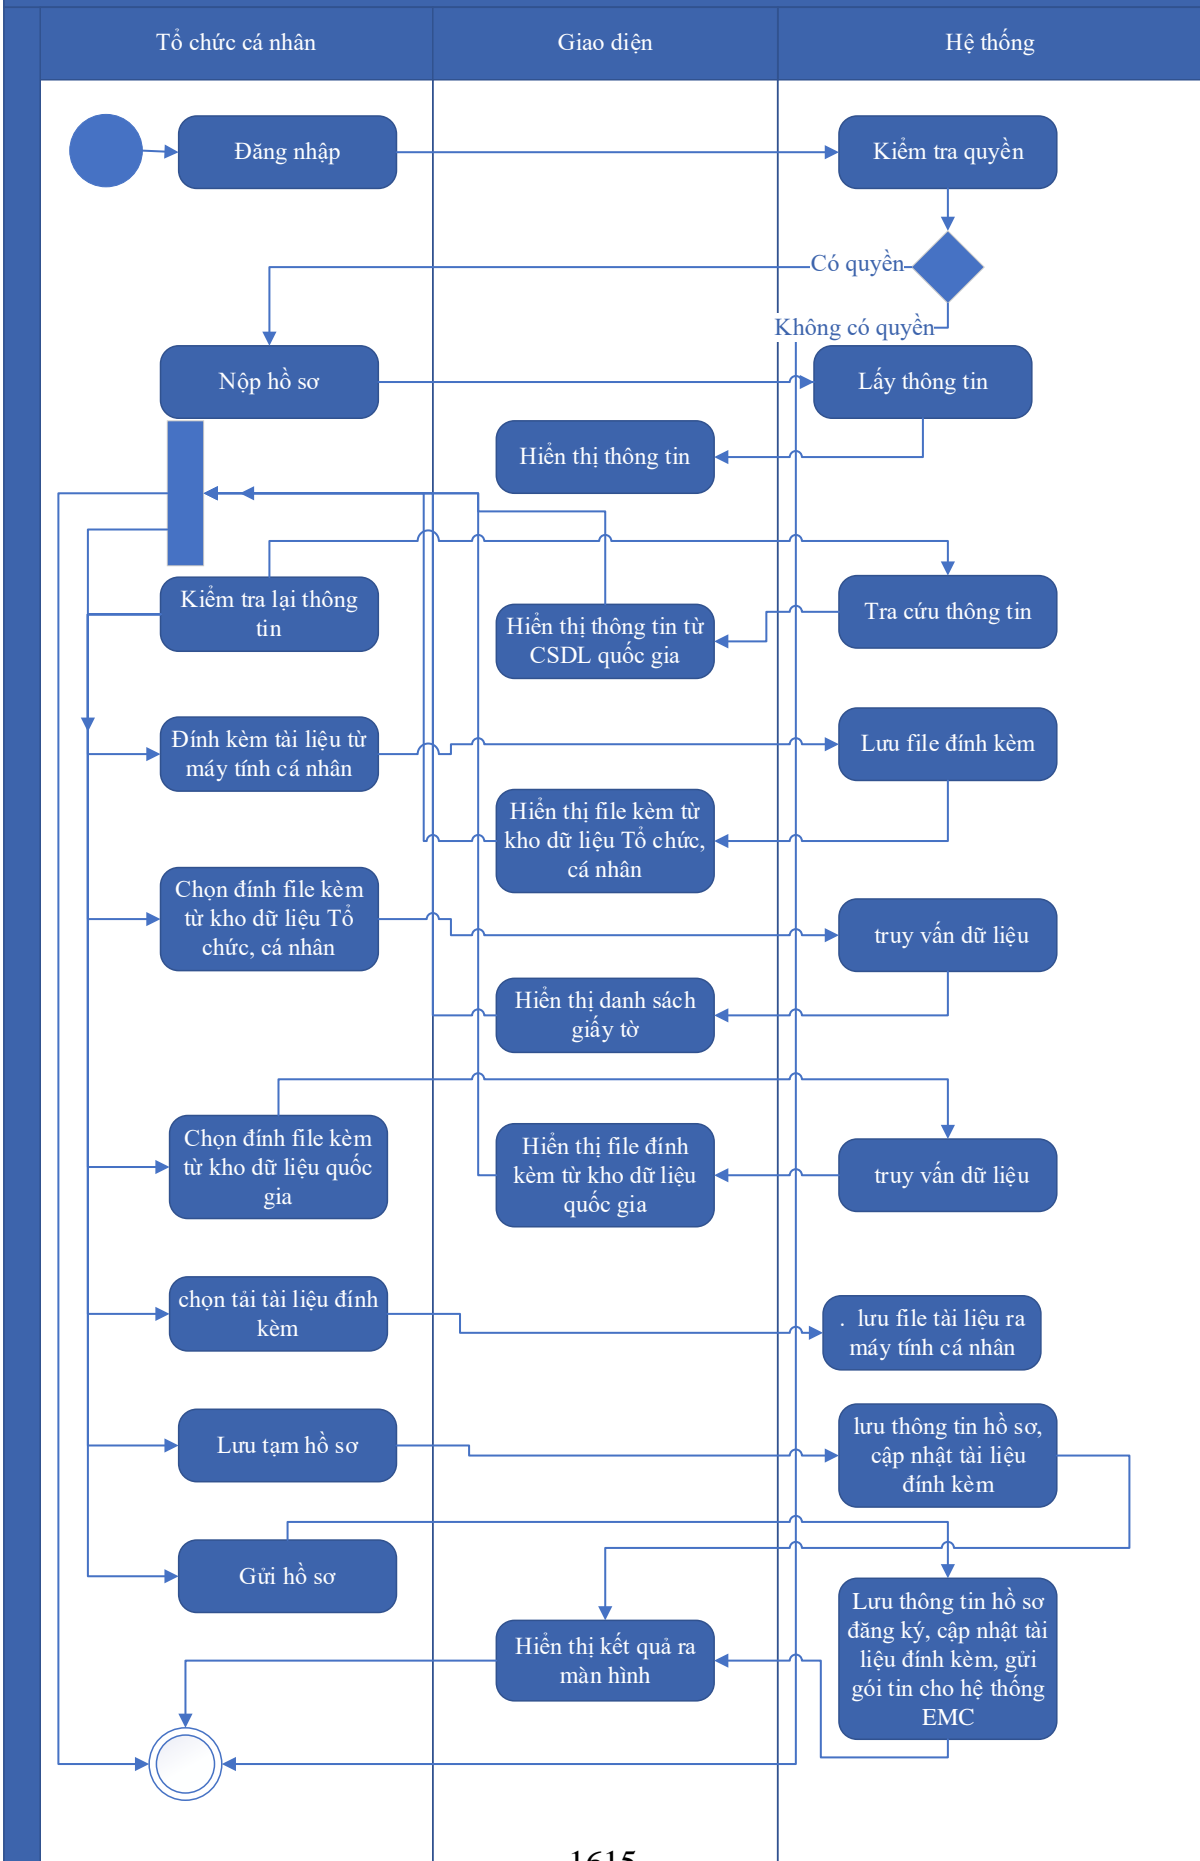 Tổ chức cá nhân
Giao diện
Hệ thống
Đăng nhập
Kiểm tra quyền
Có quyền
Không có quyền
Nộp hồ sơ
Lấy thông tin
Hiển thị thông tin
Kiểm tra lại thông
tin
Hiển thị thông tin từ
CSDL quốc gia
Tra cứu thông tin
Đính kèm tài liệu từ
máy tính cá nhân
Lưu file đính kèm
Hiển thị file kèm từ
kho dữ liệu Tổ chức,
cá nhân
Chọn đính file kèm
từ kho dữ liệu Tổ
chức, cá nhân
truy vấn dữ liệu
Hiển thị danh sách
giấy tờ
Chọn đính file kèm
từ kho dữ liệu quốc
gia
Hiển thị file đính
kèm từ kho dữ liệu
quốc gia
truy vấn dữ liệu
chọn tải tài liệu đính
kèm
. lưu file tài liệu ra
máy tính cá nhân
Lưu tạm hồ sơ
lưu thông tin hồ sơ,
cập nhật tài liệu
đính kèm
Gửi hồ sơ
Hiển thị kết quả ra
màn hình
Lưu thông tin hồ sơ
đăng ký, cập nhật tài
liệu đính kèm, gửi
gói tin cho hệ thống
EMC
1615